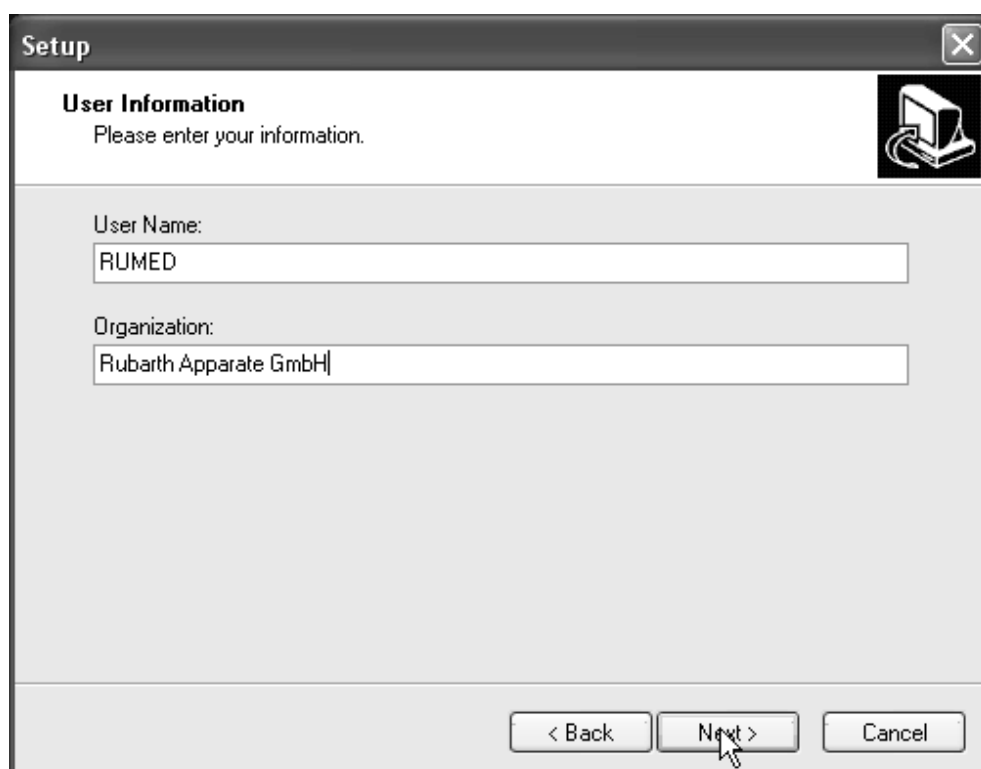 Setup
User Information
Please enter your information.
User Name:
RUMED
Organization:
Rubarth Apparate GmbH
< Back
Next >
Cancel